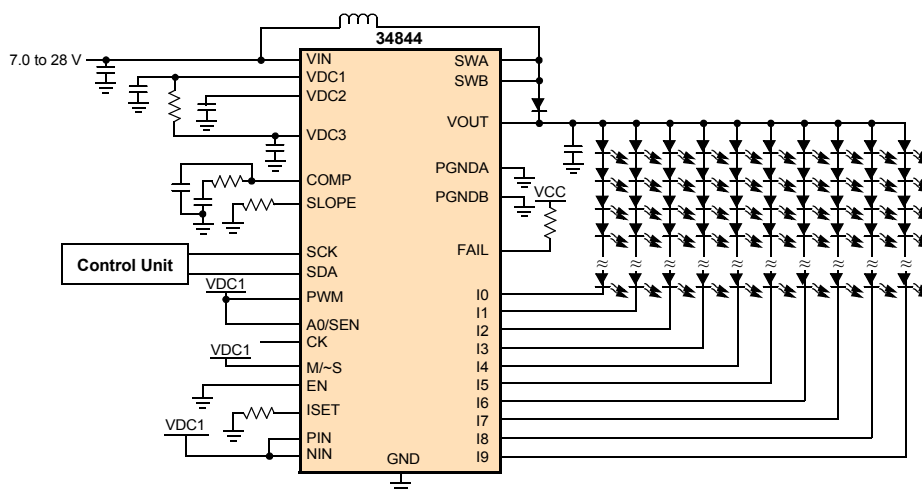 34844
7.0 to 28 V
VIN
VDC1
VDC2
VDC3
COMP
SLOPE
SCK
SDA
PWM
A0/SEN
CK
M/~S
EN
ISET
PIN
NIN
GND
SWA
SWB
VOUT
PGNDA
PGNDB
VCC
FAIL
I0
I1
I2
I3
I4
I5
I6
I7
I8
I9
Control Unit
VDC1
VDC1
VDC1